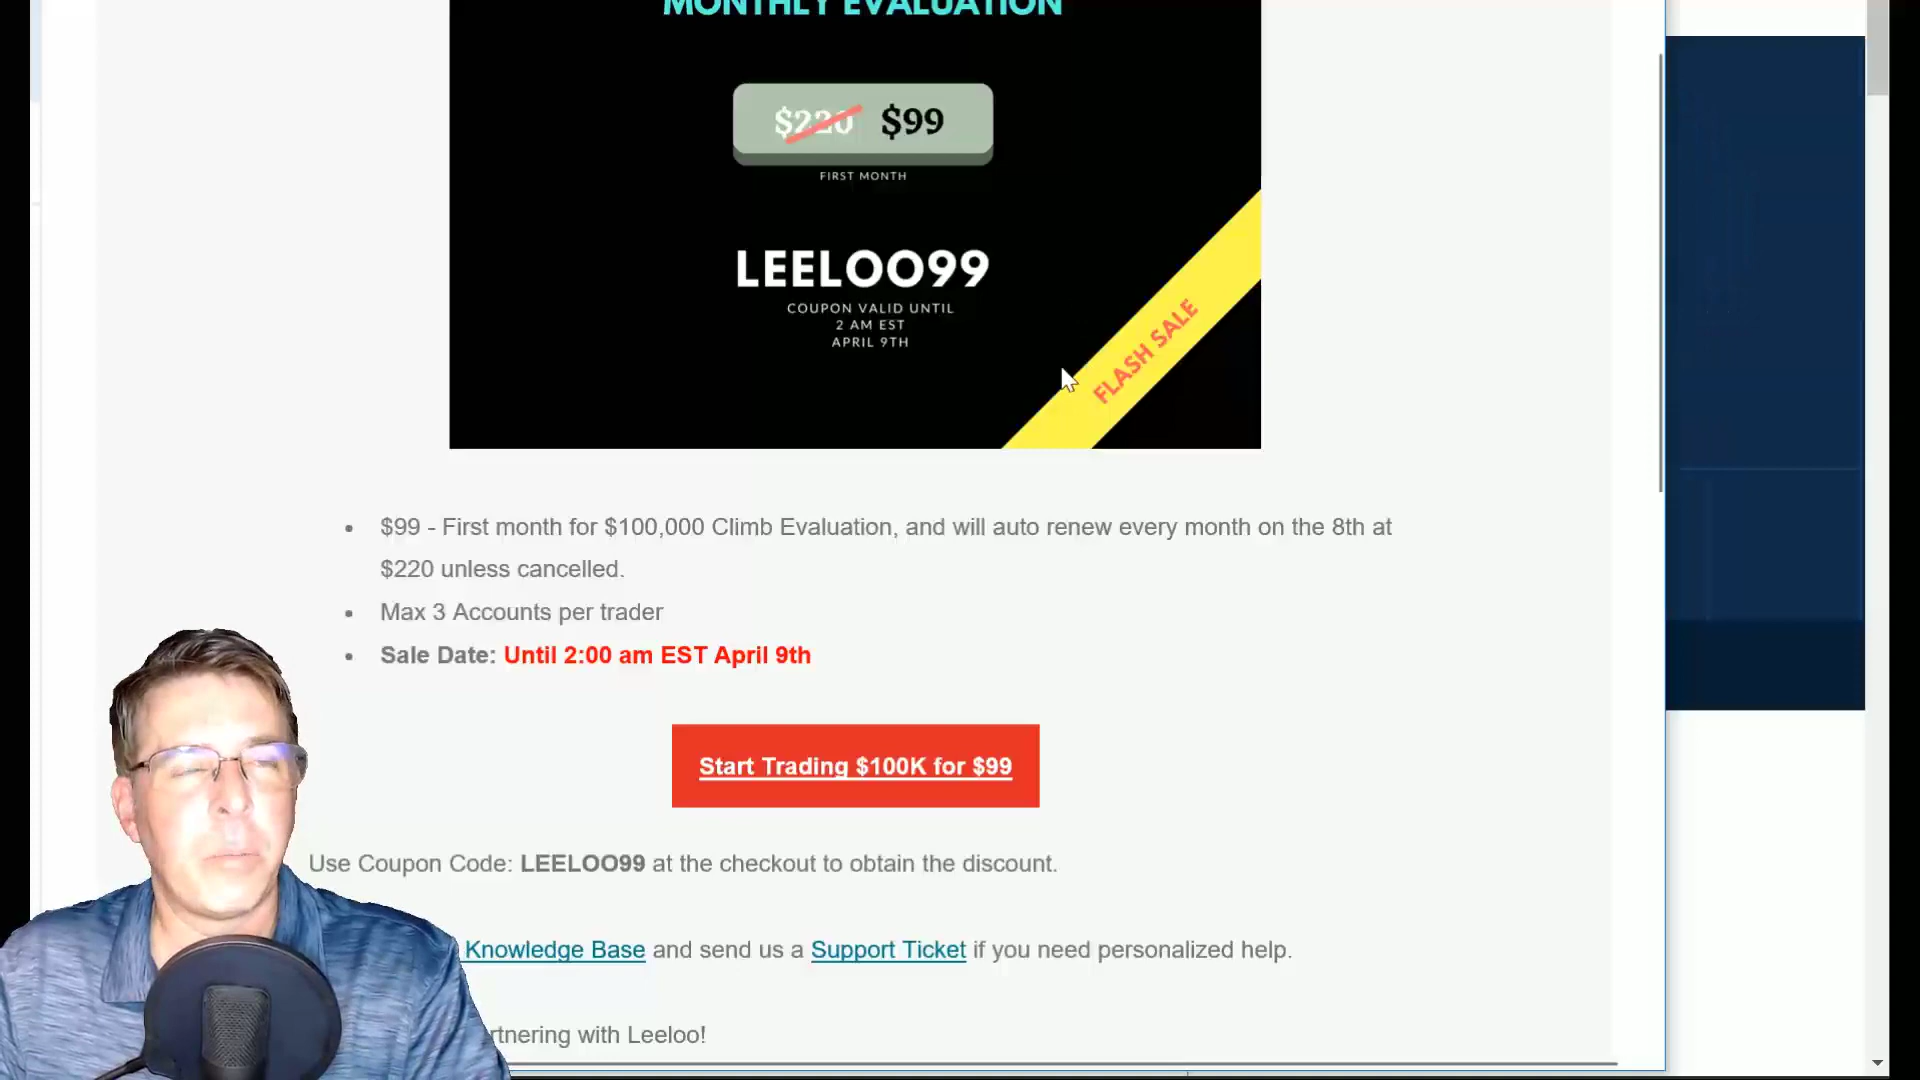 MONTHLY EVALUATION
$220 $99
FIRST MONTH
LEELOO99
COUPON VALID UNTIL
2 AM EST
APRIL 9TH
FLASH SALE
$99 - First month for $100,000 Climb Evaluation, and will auto renew every month on the 8th at
$220 unless cancelled.
Max 3 Accounts per trader
Sale Date: Until 2:00 am EST April 9th
Start Trading $100K for $99
Use Coupon Code: LEELOO99 at the checkout to obtain the discount.
Knowledge Base and send us a Support Ticket if you need personalized help.
with Leeloo!